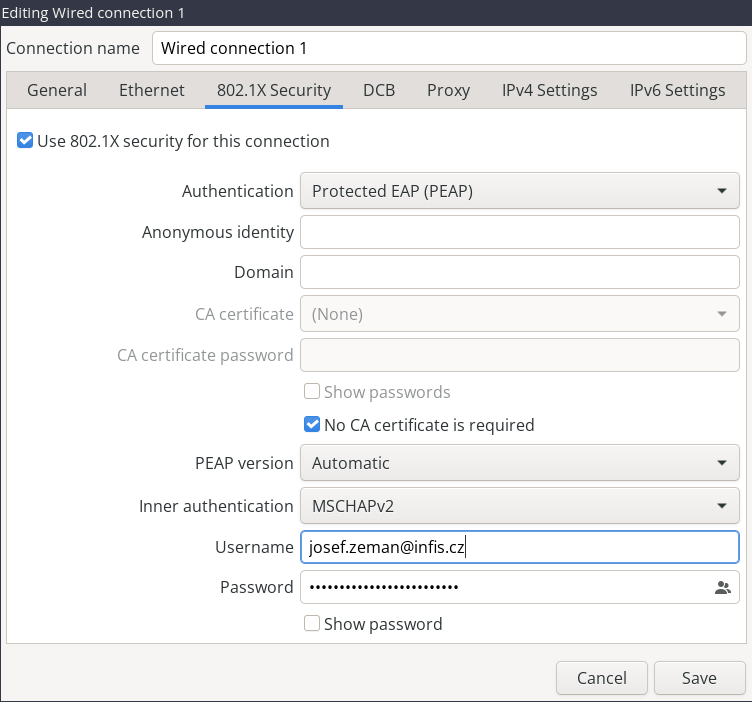 Editing Wired connection 1
Connection name Wired connection 1
General Ethernet 802.1X Security DCB Proxy IPv4 Settings IPv6 Settings
Use 802.1X security for this connection
Authentication Protected EAP (PEAP)
Anonymous identity
Domain
CA certificate (None)
CA certificate password
Show passwords
No CA certificate is required
PEAP version Automatic
Inner authentication MSCHAPv2
Username josef.zeman@infis.cz
Password •••••••••••••••••••••••••
Show password
Cancel Save